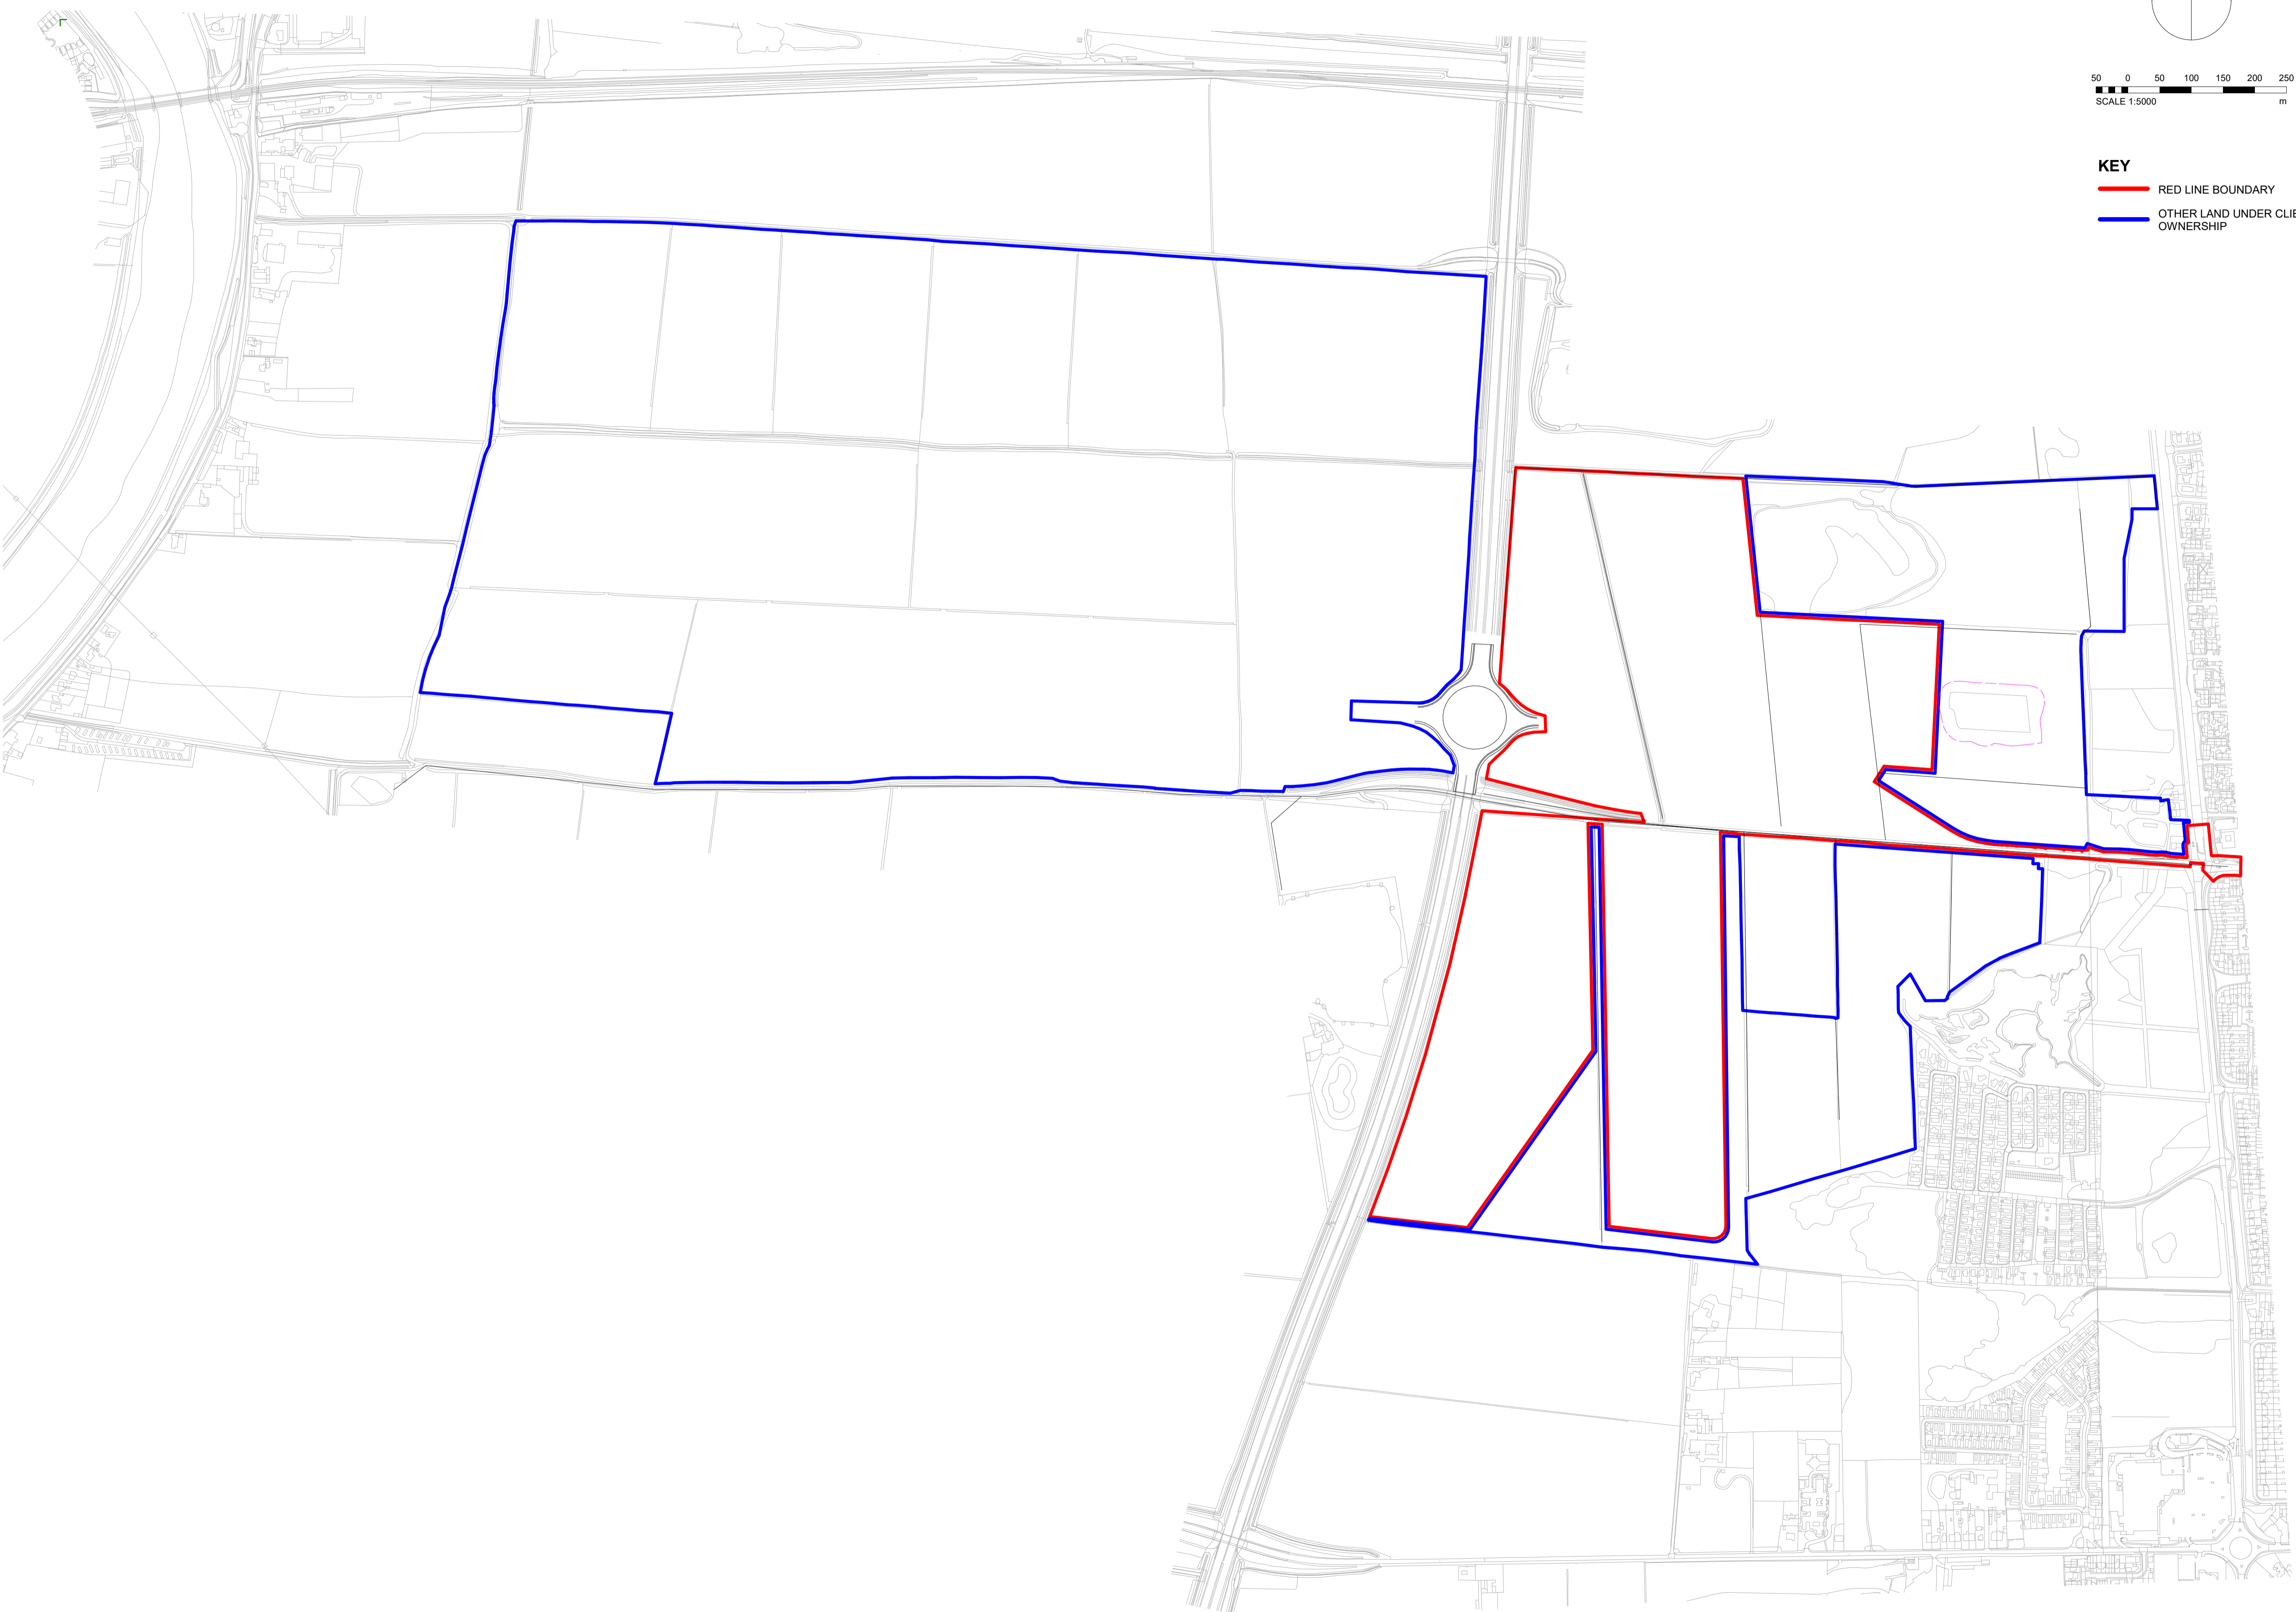 50 0 50 100 150 200 250
SCALE 1:5000 m
KEY
RED LINE BOUNDARY
OTHER LAND UNDER CLIE
OWNERSHIP